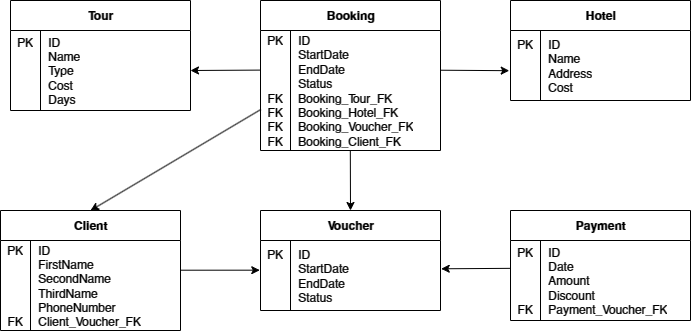 Tour
PK ID
Name
Type
Cost
Days
Booking
PK ID
StartDate
EndDate
Status
FK Booking_Tour_FK
FK Booking_Hotel_FK
FK Booking_Voucher_FK
FK Booking_Client_FK
Hotel
PK ID
Name
Address
Cost
Client
PK ID
FirstName
SecondName
ThirdName
PhoneNumber
FK Client_Voucher_FK
Voucher
PK ID
StartDate
EndDate
Status
Payment
PK ID
Date
Amount
Discount
FK Payment_Voucher_FK